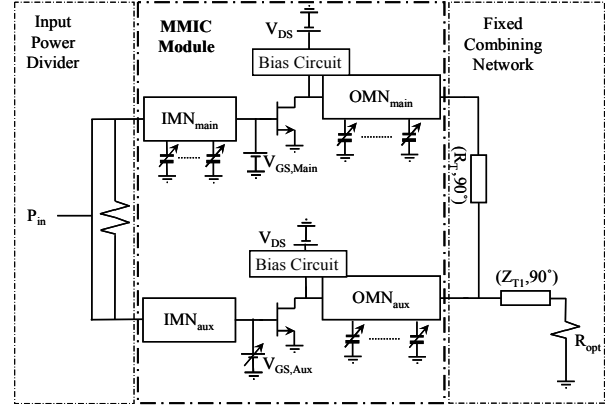 Input
Power
Divider
MMIC
Module
Fixed
Combining
Network
V_DS
Bias Circuit
IMN_main
OMN_main
V_GS,Main
(R_T,90˚)
P_in
V_DS
Bias Circuit
(Z_T1,90˚)
IMN_aux
OMN_aux
V_GS,Aux
R_opt